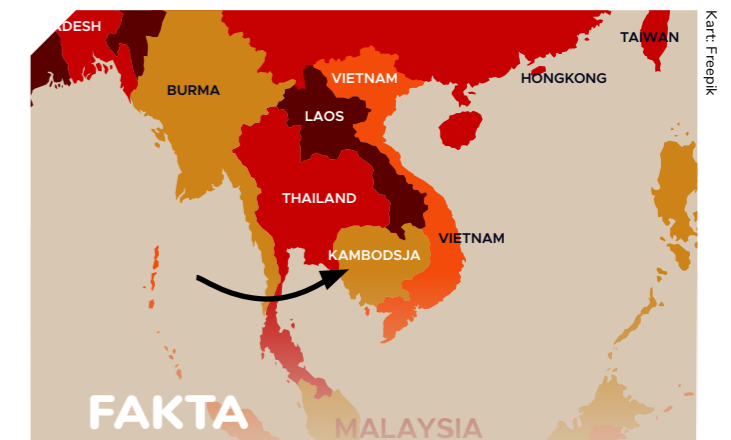 DESH
TAIWAN
Kart: Freepik
VIETNAM
HONGKONG
BURMA
LAOS
THAILAND
VIETNAM
KAMBODSJA
FAKTA
MALAYSIA